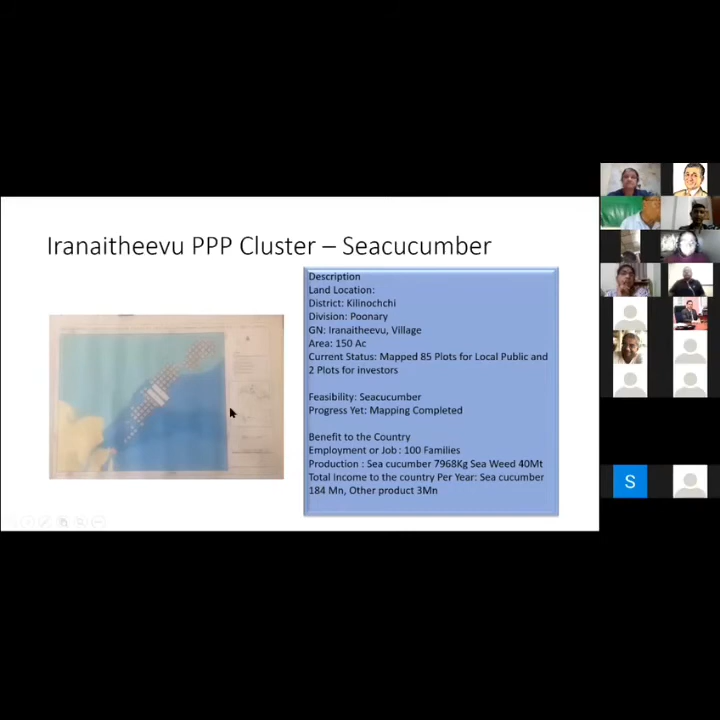 Iranaitheevu PPP Cluster – Seacucumber
Description
Land Location:
District: Kilinochchi
Division: Poonary
GN: Iranaitheevu, Village
Area: 150 Ac
Current Status: Mapped 85 Plots for Local Public and
2 Plots for investors
Feasibility: Seacucumber
Progress Yet: Mapping Completed
Benefit to the Country
Employment or Job : 100 Families
Production : Sea cucumber 7968Kg Sea Weed 40Mt
Total Income to the country Per Year: Sea cucumber
184 Mn, Other product 3Mn
S